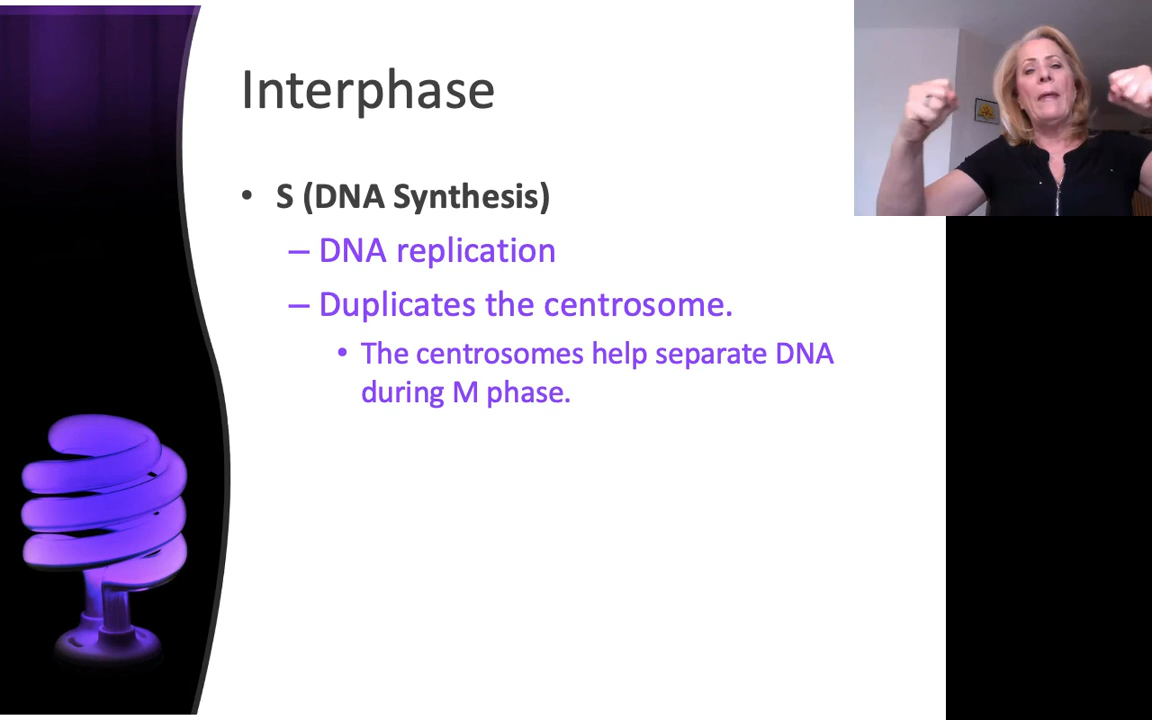 Interphase
• S (DNA Synthesis)
– DNA replication
– Duplicates the centrosome.
• The centrosomes help separate DNA
during M phase.